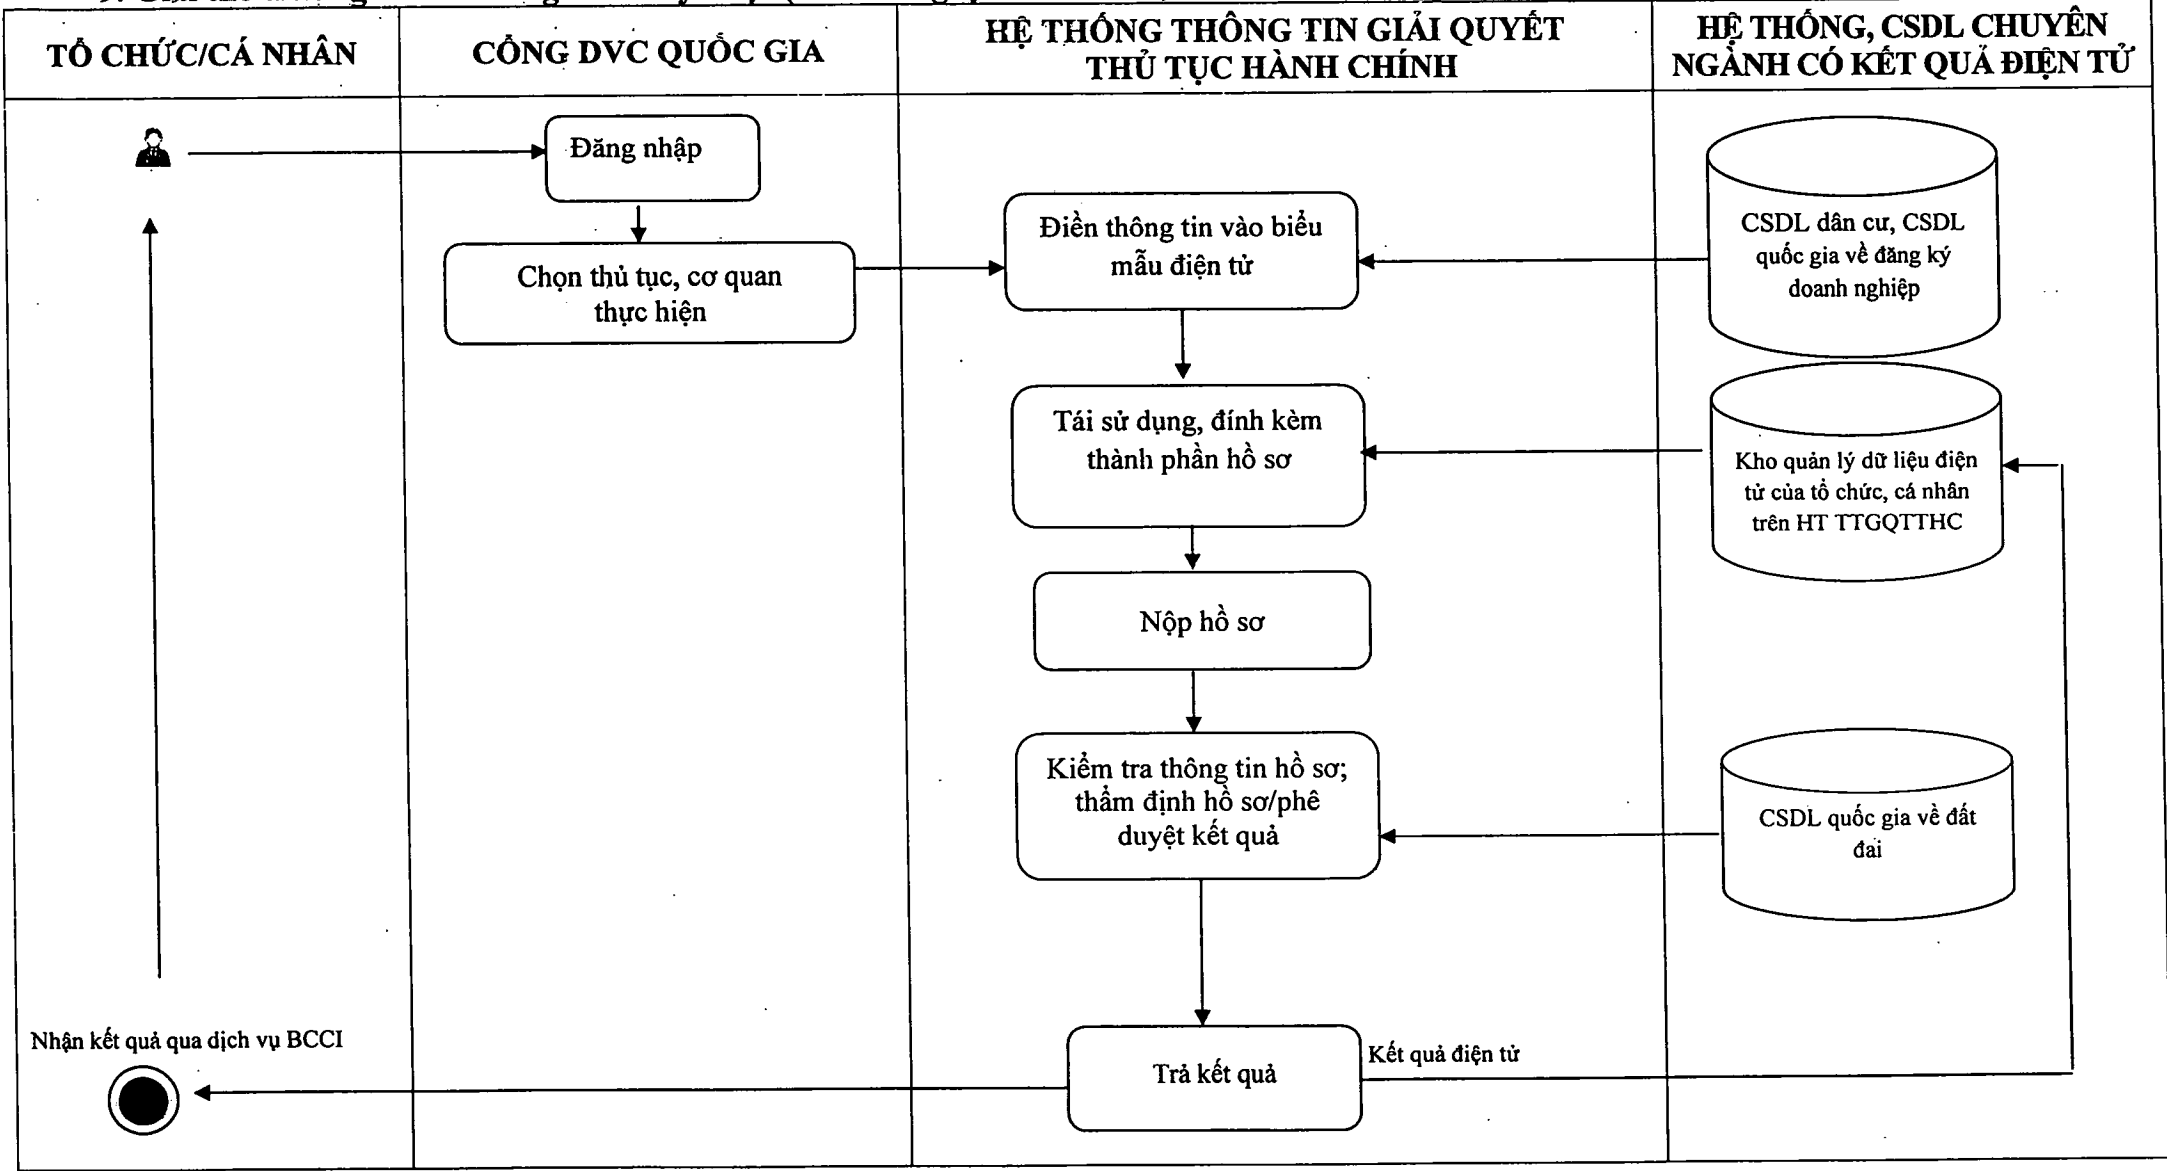 TỔ CHỨC/CÁ NHÂN
CỔNG DVC QUỐC GIA
HỆ THỐNG THÔNG TIN GIẢI QUYẾT
THỦ TỤC HÀNH CHÍNH
HỆ THỐNG, CSDL CHUYÊN
NGÀNH CÓ KẾT QUẢ ĐIỆN TỬ
Đăng nhập
Chọn thủ tục, cơ quan
thực hiện
Điền thông tin vào biểu
mẫu điện tử
CSDL dân cư, CSDL
quốc gia về đăng ký
doanh nghiệp
Tái sử dụng, đính kèm
thành phần hồ sơ
Kho quản lý dữ liệu điện
tử của tổ chức, cá nhân
trên HT TTGQTTHC
Nộp hồ sơ
Kiểm tra thông tin hồ sơ;
thẩm định hồ sơ/phê
duyệt kết quả
CSDL quốc gia về đất
đai
Nhận kết quả qua dịch vụ BCCI
Trả kết quả
Kết quả điện tử